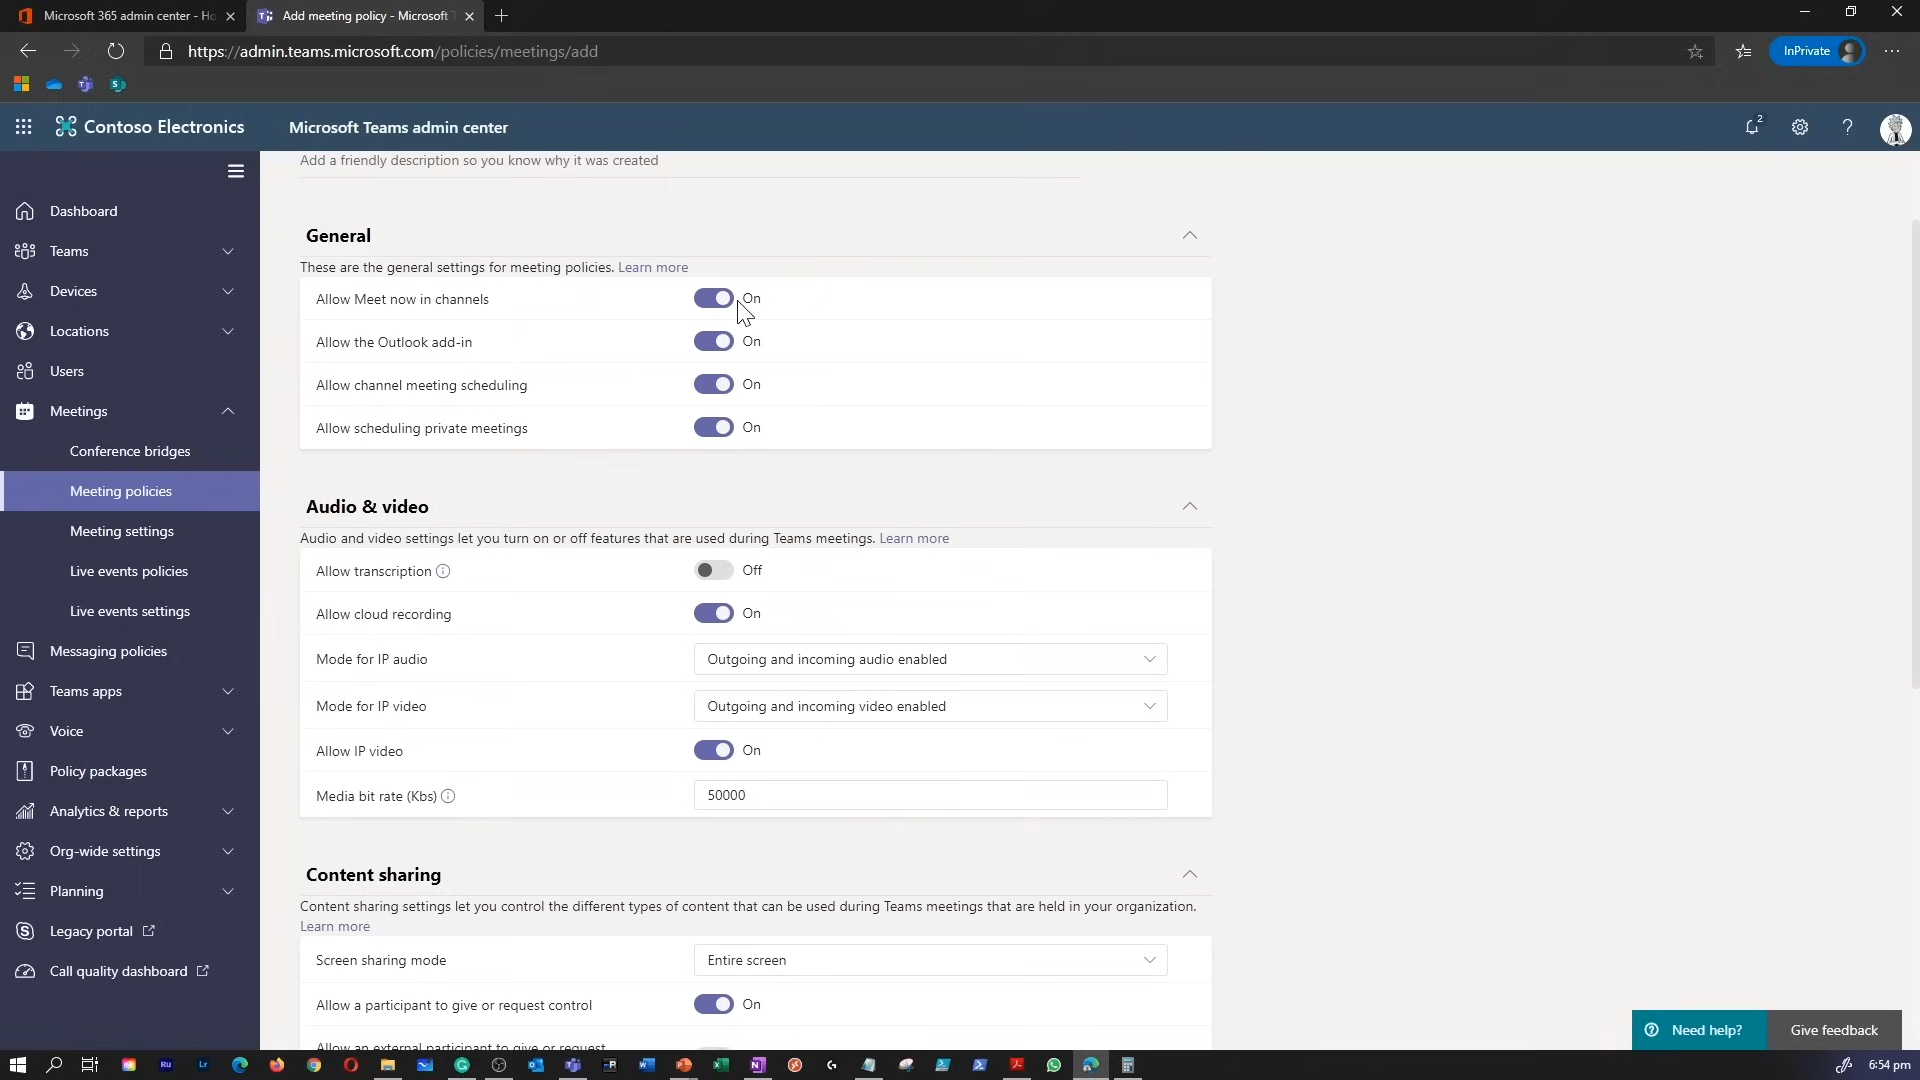 Microsoft 365 admin center - Ho
Add meeting policy - Microsoft T
https://admin.teams.microsoft.com/policies/meetings/add
InPrivate
Contoso Electronics
Microsoft Teams admin center
2
Dashboard
Teams
Devices
Locations
Users
Meetings
Conference bridges
Meeting policies
Meeting settings
Live events policies
Live events settings
Messaging policies
Teams apps
Voice
Policy packages
Analytics & reports
Org-wide settings
Planning
Legacy portal
Call quality dashboard
Add a friendly description so you know why it was created
General
These are the general settings for meeting policies. Learn more
Allow Meet now in channels On
Allow the Outlook add-in On
Allow channel meeting scheduling On
Allow scheduling private meetings On
Audio & video
Audio and video settings let you turn on or off features that are used during Teams meetings. Learn more
Allow transcription Off
Allow cloud recording On
Mode for IP audio Outgoing and incoming audio enabled
Mode for IP video Outgoing and incoming video enabled
Allow IP video On
Media bit rate (Kbs) 50000
Content sharing
Content sharing settings let you control the different types of content that can be used during Teams meetings that are held in your organization.
Learn more
Screen sharing mode Entire screen
Allow a participant to give or request control On
Allow an external participant to give or request
Need help?
Give feedback
6:54 pm